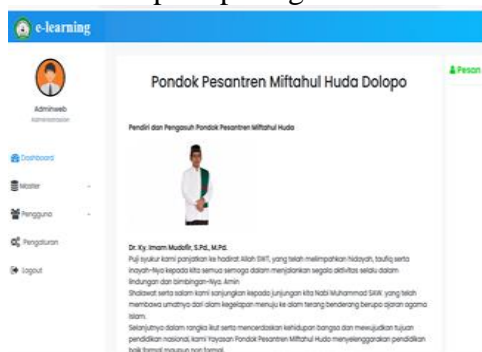 e-learning
Adminweb
Administrator
Dashboard
Master
Pengguna
Pengaturan
Logout
Pondok Pesantren Miftahul Huda Dolopo
Pendiri dan Pengasuh Pondok Pesantren Miftahul Huda
Dr. Ky. Imam Mudofir, S.Pd., M.Pd.
Puji syukur kami panjatkan ke hadirat Allah SWT, yang telah melimpahkan hidayah, taufiq serta
inayah-Nya kepada kita semua semoga dalam menjalankan segala aktivitas selalu dalam
lindungan dan bimbingan-Nya. Amin
Sholawat serta salam kami sanjungkan kepada junjungan kita Nabi Muhammad SAW. yang telah
membawa umatnya dari alam kegelapan menuju ke alam terang benderang berupa ajaran agama
Islam.
Selanjutnya dalam rangka ikut serta mencerdaskan kehidupan bangsa dan mewujudkan tujuan
pendidikan nasional, kami Yayasan Pondok Pesantren Miftahul Huda menyelenggarakan pendidikan
baik formal maupun non formal.
Pesan